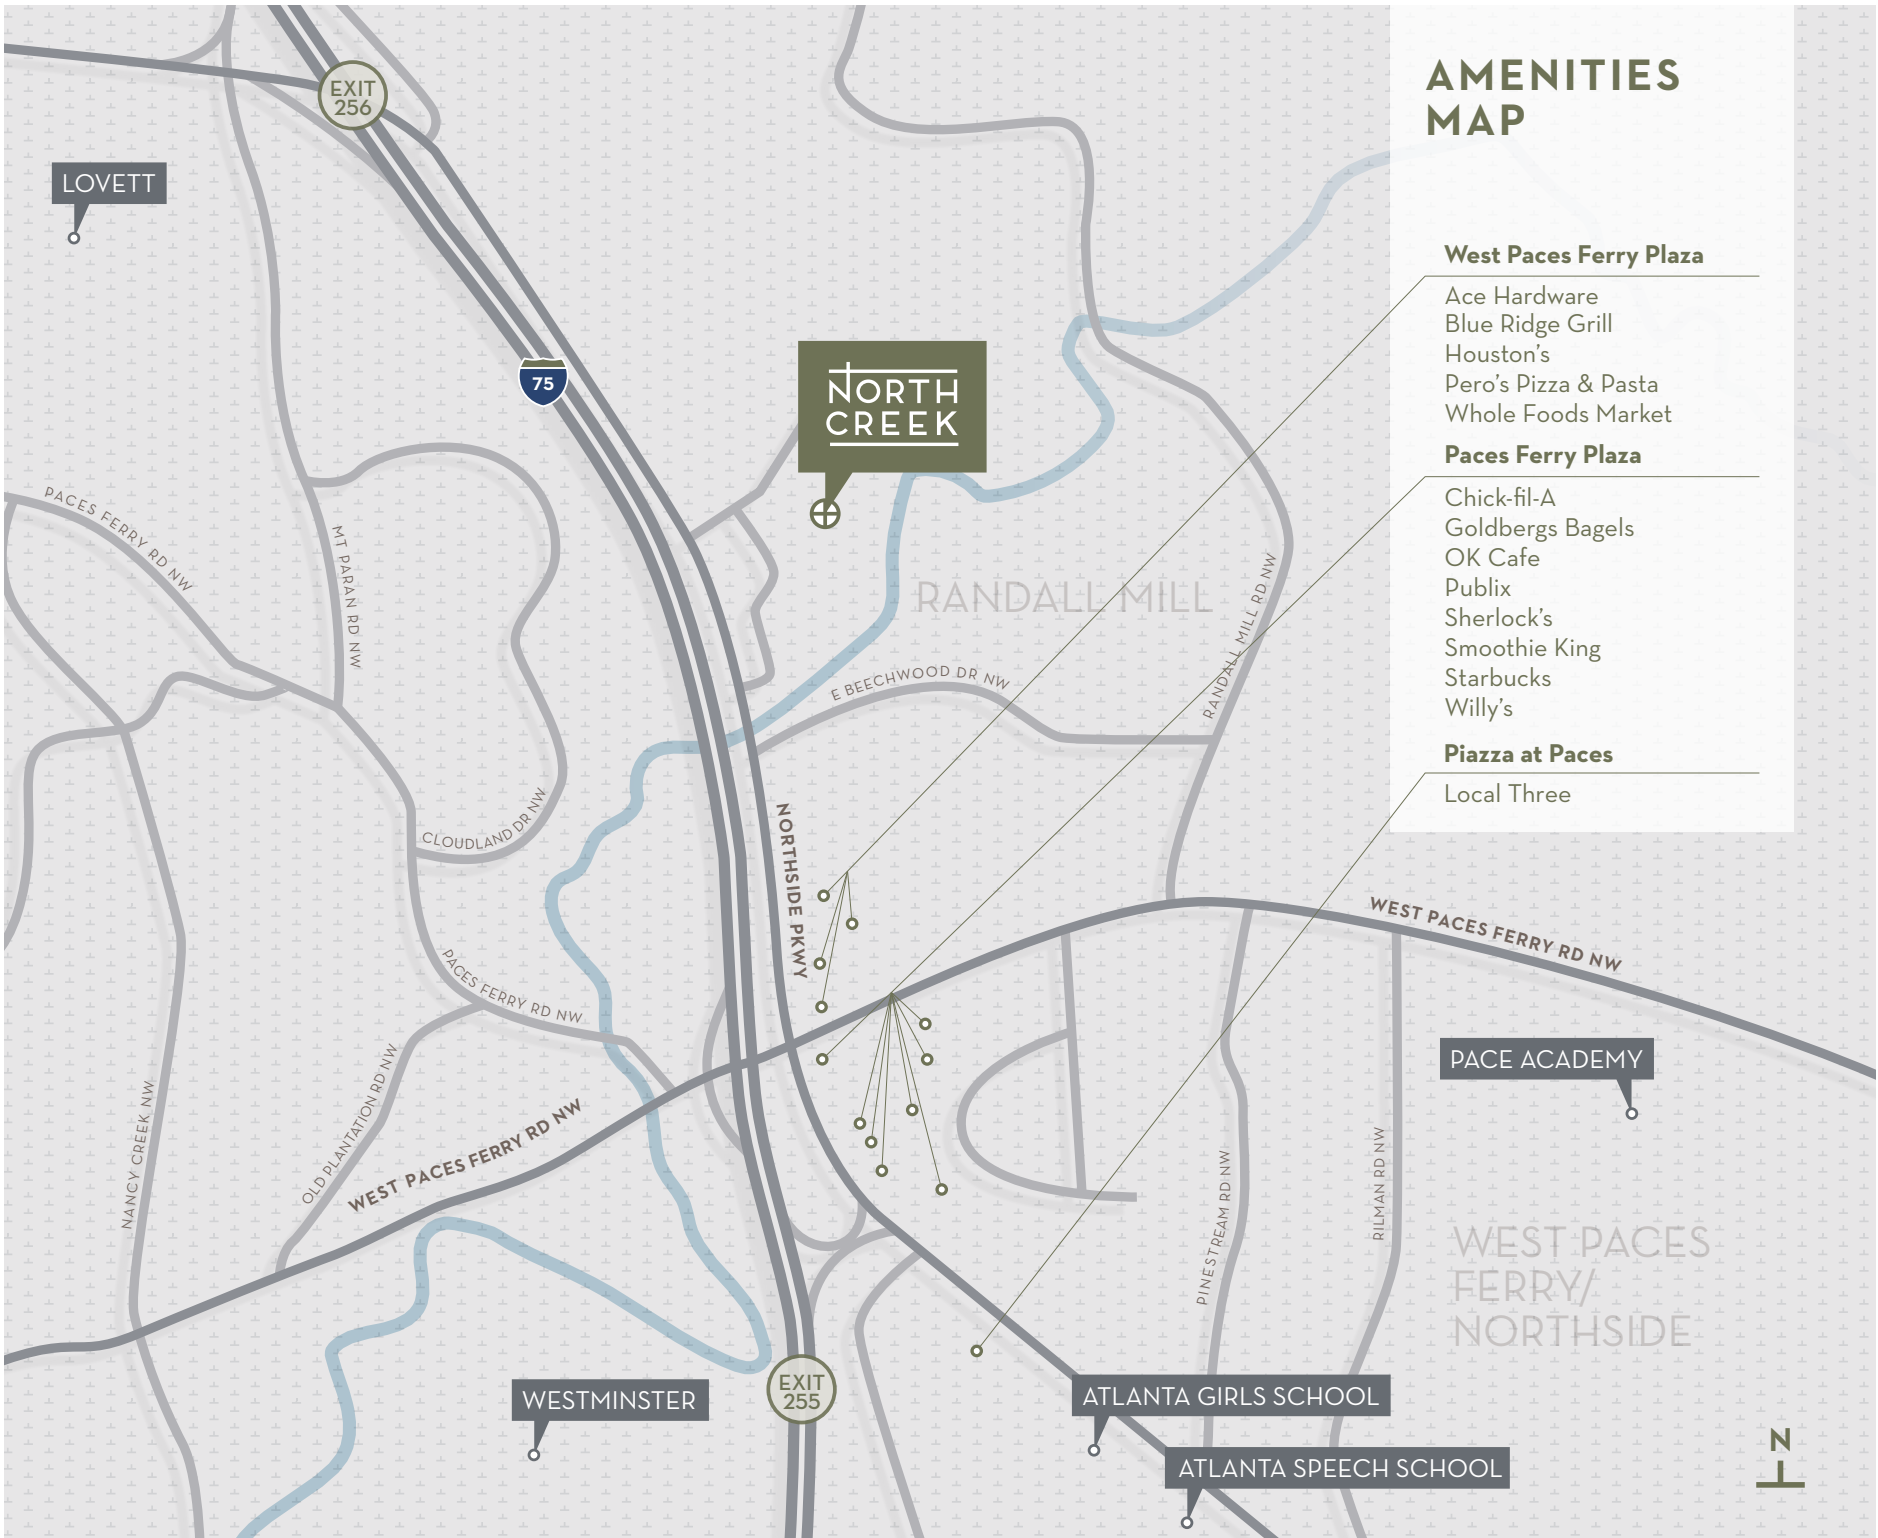 AMENITIES
MAP
West Paces Ferry Plaza
Ace Hardware
Blue Ridge Grill
Houston's
Pero's Pizza & Pasta
Whole Foods Market
Paces Ferry Plaza
Chick-fil-A
Goldbergs Bagels
OK Cafe
Publix
Sherlock's
Smoothie King
Starbucks
Willy's
Piazza at Paces
Local Three
EXIT
256
LOVETT
75
NORTH
CREEK
PACES FERRY RD NW
MT PARAN RD NW
RANDALL MILL
RANDALL MILL RD NW
E BEECHWOOD DR NW
CLOUDLAND DR NW
NORTHSIDE PKWY
WEST PACES FERRY RD NW
PACES FERRY RD NW
PACE ACADEMY
OLD PLANTATION RD NW
NANCY CREEK NW
WEST PACES FERRY RD NW
PINESTREAM RD NW
RILMAN RD NW
WEST PACES
FERRY/
NORTHSIDE
WESTMINSTER
EXIT
255
ATLANTA GIRLS SCHOOL
ATLANTA SPEECH SCHOOL
N